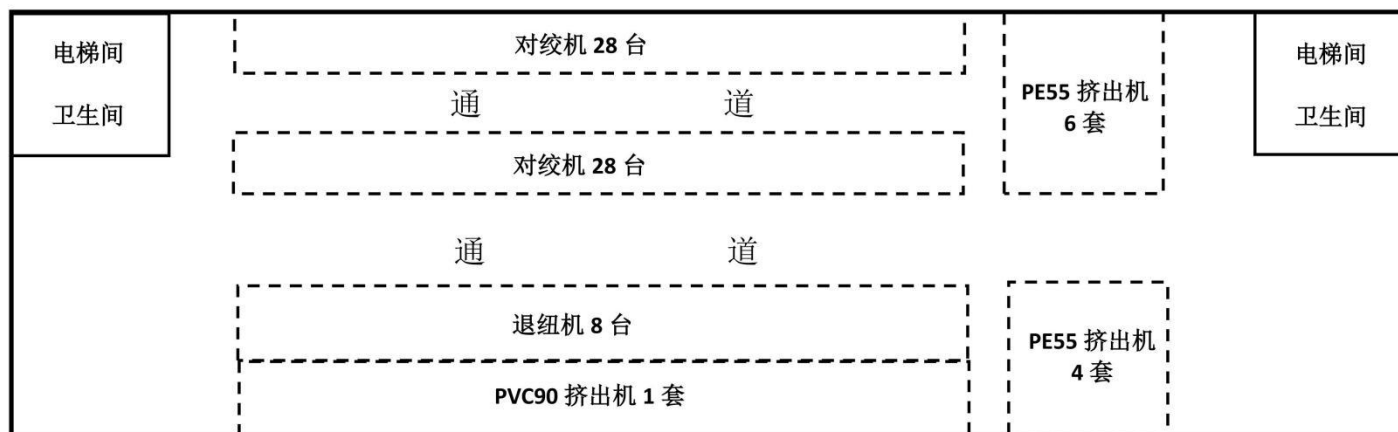 电梯间
卫生间
对绞机 28 台
通 道
对绞机 28 台
PE55 挤出机
6 套
电梯间
卫生间
通 道
退纽机 8 台
PVC90 挤出机 1 套
PE55 挤出机
4 套